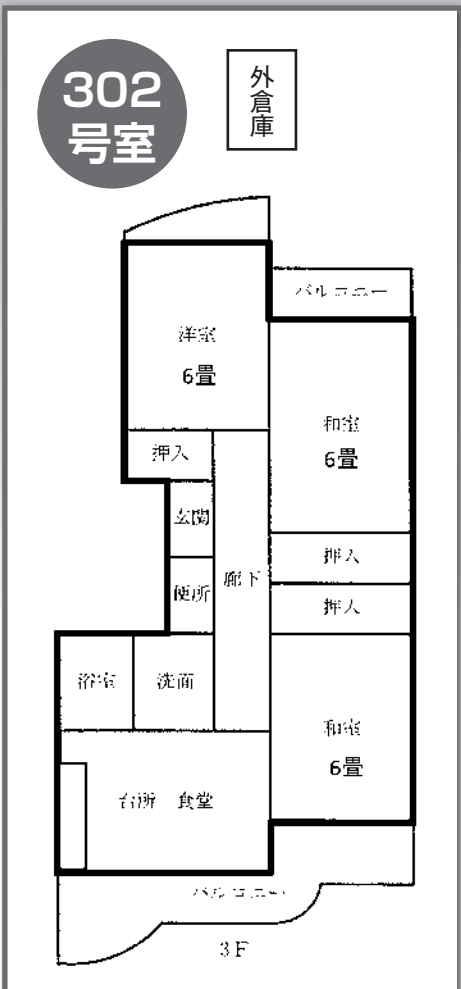 302
号室
外倉庫
バルコニー
洋室
6畳
和室
6畳
押入
玄関
押入
廊下
便所
押入
浴室
洗面
和室
6畳
台所 食堂
バルコニー
3F